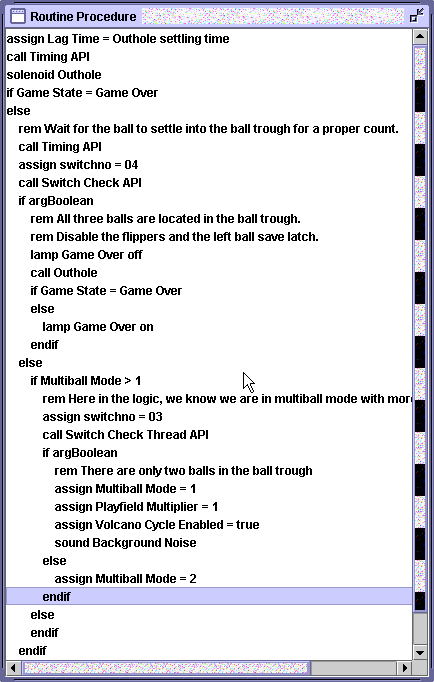 Routine Procedure
assign Lag Time = Outhole settling time
call Timing API
solenoid Outhole
if Game State = Game Over
else
rem Wait for the ball to settle into the ball trough for a proper count.
call Timing API
assign switchno = 04
call Switch Check API
if argBoolean
rem All three balls are located in the ball trough.
rem Disable the flippers and the left ball save latch.
lamp Game Over off
call Outhole
if Game State = Game Over
else
lamp Game Over on
endif
else
if Multiball Mode > 1
rem Here in the logic, we know we are in multiball mode with mor
assign switchno = 03
call Switch Check Thread API
if argBoolean
rem There are only two balls in the ball trough
assign Multiball Mode = 1
assign Playfield Multiplier = 1
assign Volcano Cycle Enabled = true
sound Background Noise
else
assign Multiball Mode = 2
endif
else
endif
endif